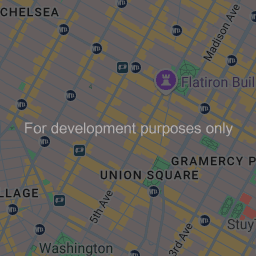 CHELSEA
Madison Ave
Flatiron Buil
For development purposes only
GRAMERCY P
UNION SQUARE
LLAGE
5th Ave
3rd Ave
Stuy
Washington